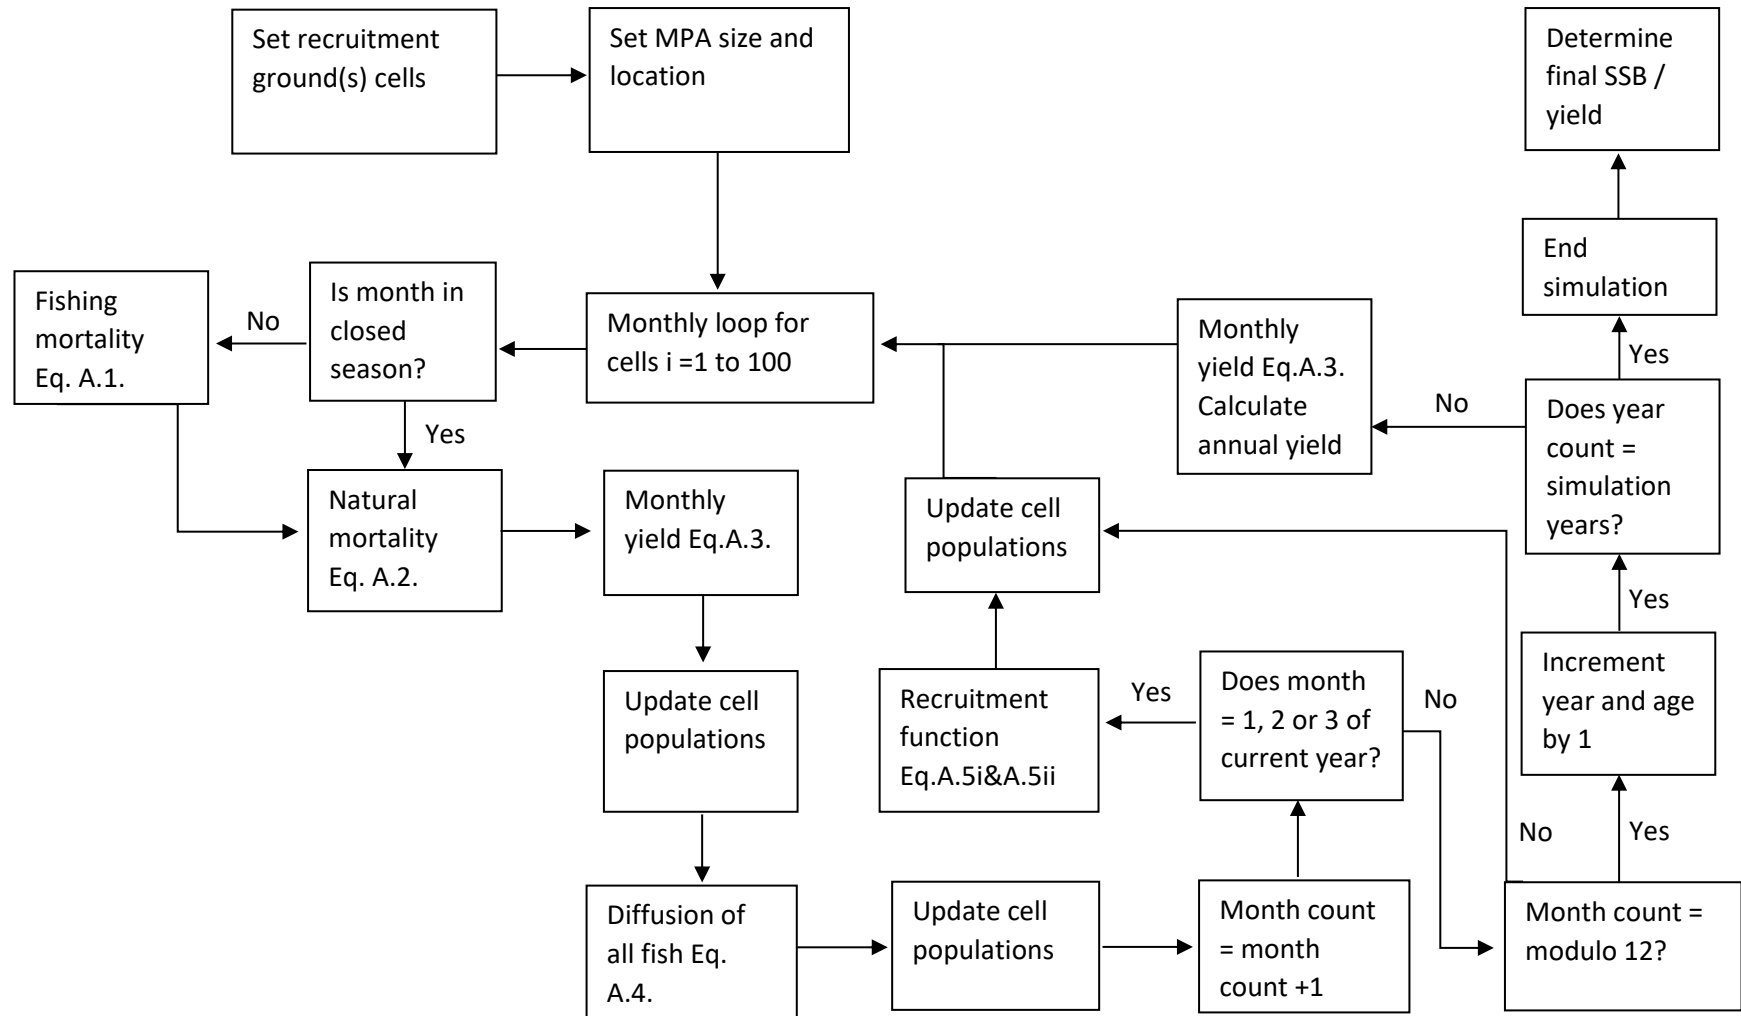 Set recruitment
ground(s) cells
Set MPA size and
location
Determine
final SSB /
yield
End
simulation
Yes
Fishing
mortality
Eq. A.1.
No
Is month in
closed
season?
Yes
Monthly loop for
cells i =1 to 100
Monthly
yield Eq.A.3.
Calculate
annual yield
No
Does year
count =
simulation
years?
Natural
mortality
Eq. A.2.
Monthly
yield Eq.A.3.
Update cell
populations
Yes
Update cell
populations
Recruitment
function
Eq.A.5i&A.5ii
Yes
Does month
= 1, 2 or 3 of
current year?
No
Increment
year and age
by 1
No
Yes
Diffusion of
all fish Eq.
A.4.
Update cell
populations
Month count
= month
count +1
Month count =
modulo 12?